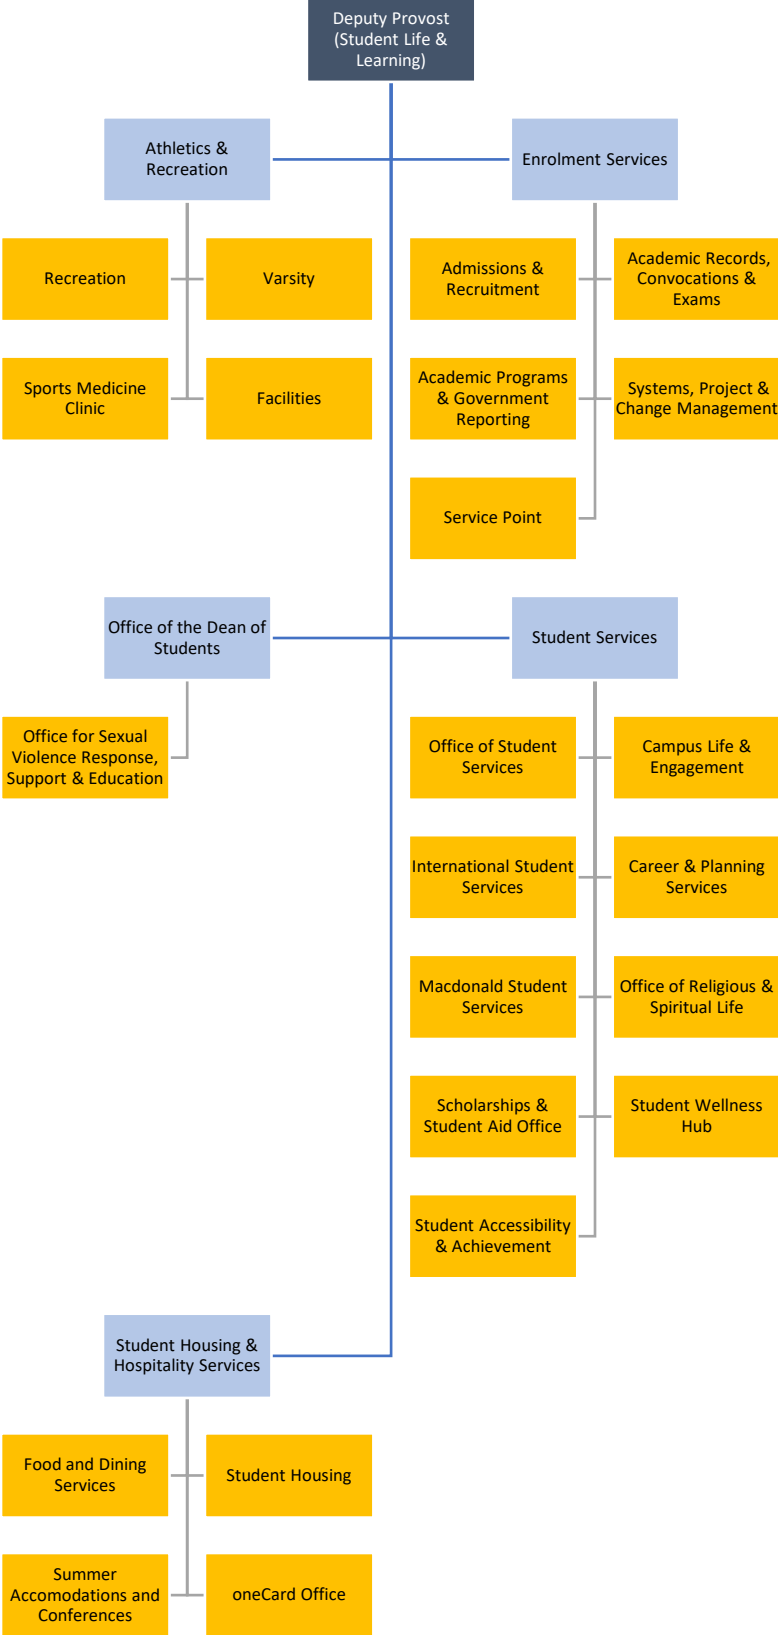 Deputy Provost
(Student Life &
Learning)
Athletics &
Recreation
Enrolment Services
Recreation
Varsity
Admissions &
Recruitment
Academic Records,
Convocations &
Exams
Sports Medicine
Clinic
Facilities
Academic Programs
& Government
Reporting
Systems, Project &
Change Management
Service Point
Office of the Dean of
Students
Student Services
Office for Sexual
Violence Response,
Support & Education
Office of Student
Services
Campus Life &
Engagement
International Student
Services
Career & Planning
Services
Macdonald Student
Services
Office of Religious &
Spiritual Life
Scholarships &
Student Aid Office
Student Wellness
Hub
Student Accessibility
& Achievement
Student Housing &
Hospitality Services
Food and Dining
Services
Student Housing
Summer
Accomodations and
Conferences
oneCard Office